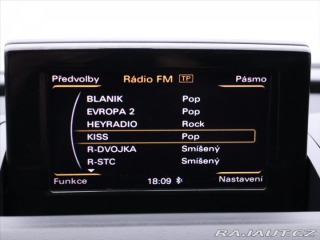 Předvolby Rádio FM TP Pásmo
BLANIK Pop
EVROPA 2 Pop
HEYRADIO Rock
KISS Pop
R-DVOJKA Smíšený
R-STC Smíšený
Funkce 18:09 Nastavení
RAJAUT.CZ